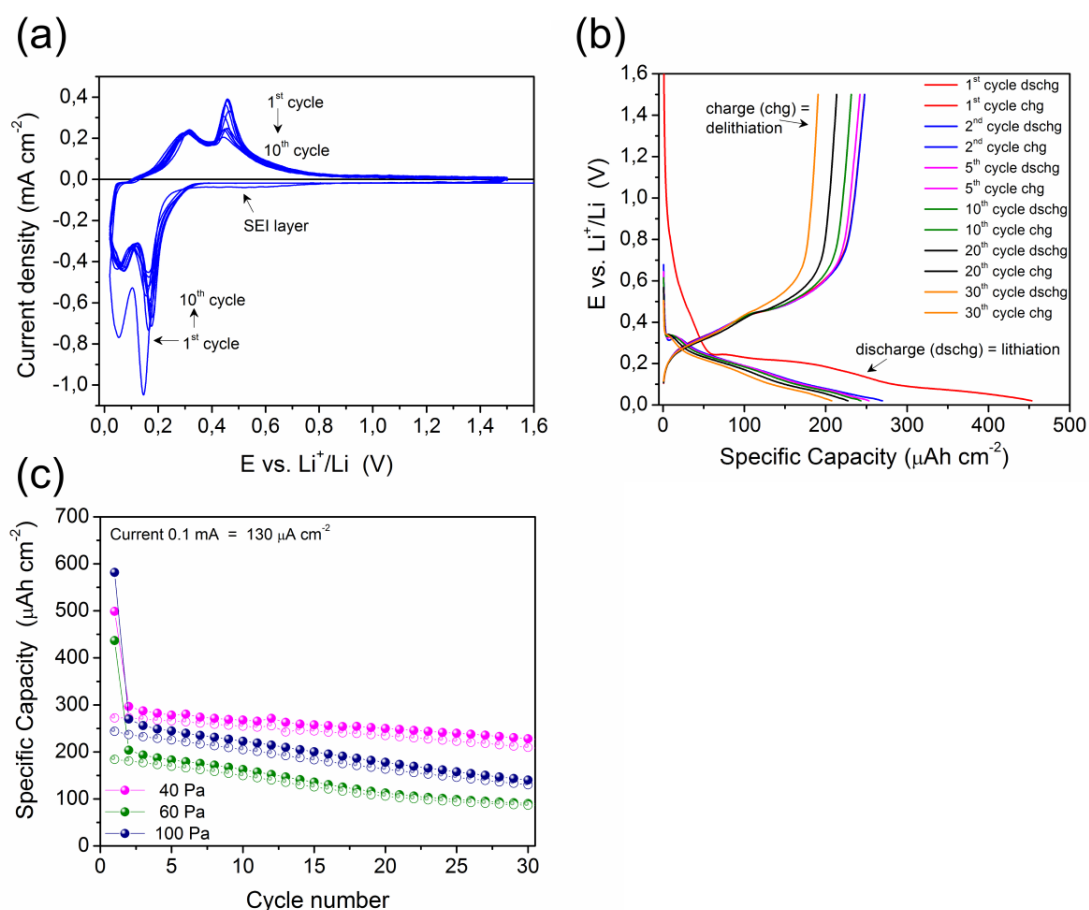 (a)
0,4
0,2
0,0
-0,2
-0,4
-0,6
-0,8
-1,0
Current density (mA cm⁻²)
1ˢᵗ cycle
10ᵗʰ cycle
SEI layer
10ᵗʰ cycle
1ˢᵗ cycle
0,0 0,2 0,4 0,6 0,8 1,0 1,2 1,4 1,6
E vs. Li⁺/Li (V)
(b)
1,6
1,4
1,2
1,0
0,8
0,6
0,4
0,2
0,0
E vs. Li⁺/Li (V)
charge (chg) =
delithiation
1ˢᵗ cycle dschg
1ˢᵗ cycle chg
2ⁿᵈ cycle dschg
2ⁿᵈ cycle chg
5ᵗʰ cycle dschg
5ᵗʰ cycle chg
10ᵗʰ cycle dschg
10ᵗʰ cycle chg
20ᵗʰ cycle dschg
20ᵗʰ cycle chg
30ᵗʰ cycle dschg
30ᵗʰ cycle chg
discharge (dschg) = lithiation
0 100 200 300 400 500
Specific Capacity (μAh cm⁻²)
(c)
700
600
500
400
300
200
100
0
Specific Capacity (μAh cm⁻²)
Current 0.1 mA = 130 μA cm⁻²
40 Pa
60 Pa
100 Pa
0 5 10 15 20 25 30
Cycle number